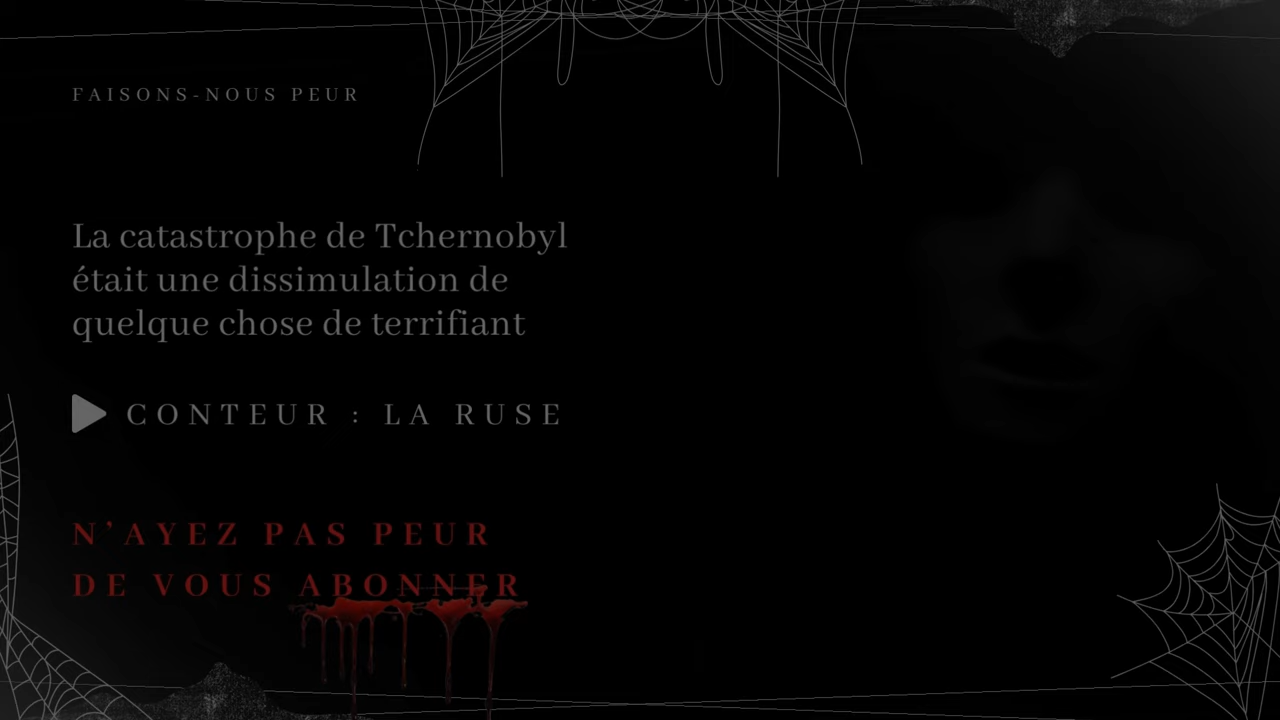 FAISONS-NOUS PEUR
La catastrophe de Tchernobyl
était une dissimulation de
quelque chose de terrifiant
CONTEUR : LA RUSE
N’AYEZ PAS PEUR
DE VOUS ABONNER